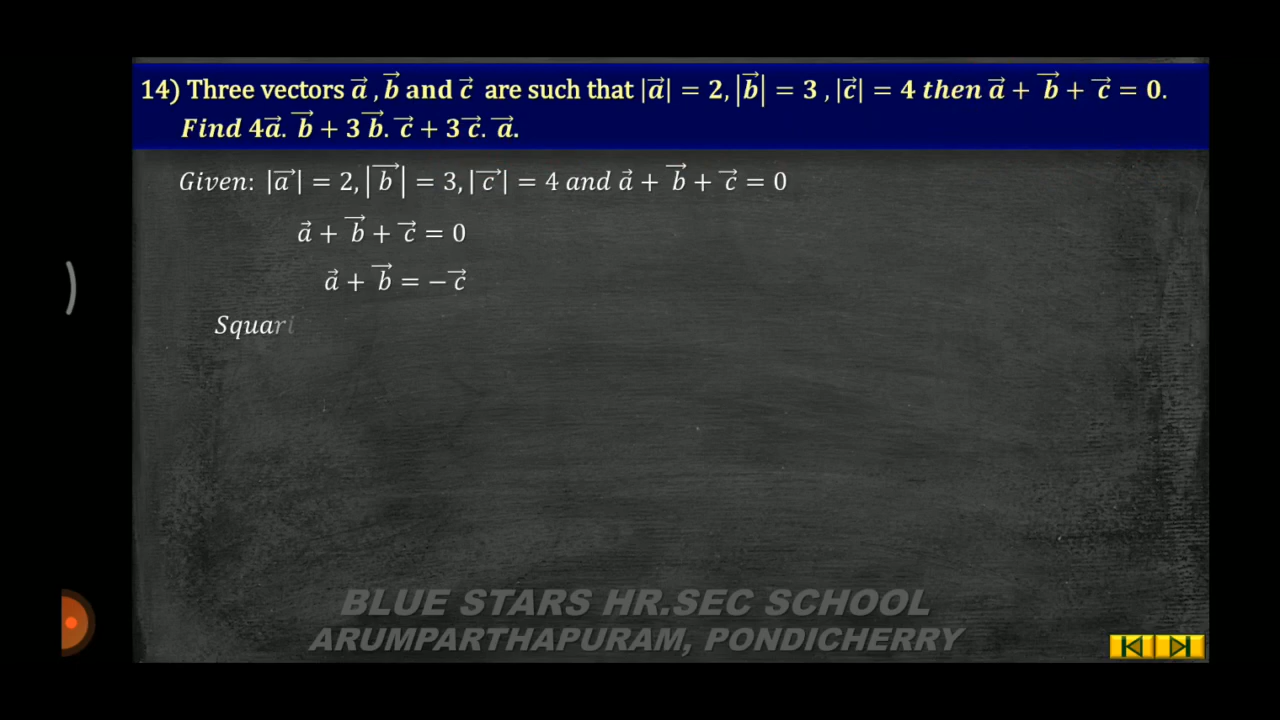 14) Three vectors a⃗ , b⃗ and c⃗ are such that |a⃗| = 2, |b⃗| = 3 , |c⃗| = 4 then a⃗ + b⃗ + c⃗ = 0.
Find 4a⃗. b⃗ + 3 b⃗. c⃗ + 3 c⃗. a⃗.
Given: |a⃗| = 2, |b⃗| = 3, |c⃗| = 4 and a⃗ + b⃗ + c⃗ = 0
a⃗ + b⃗ + c⃗ = 0
a⃗ + b⃗ = − c⃗
Squari
BLUE STARS HR.SEC SCHOOL
ARUMPARTHAPURAM, PONDICHERRY